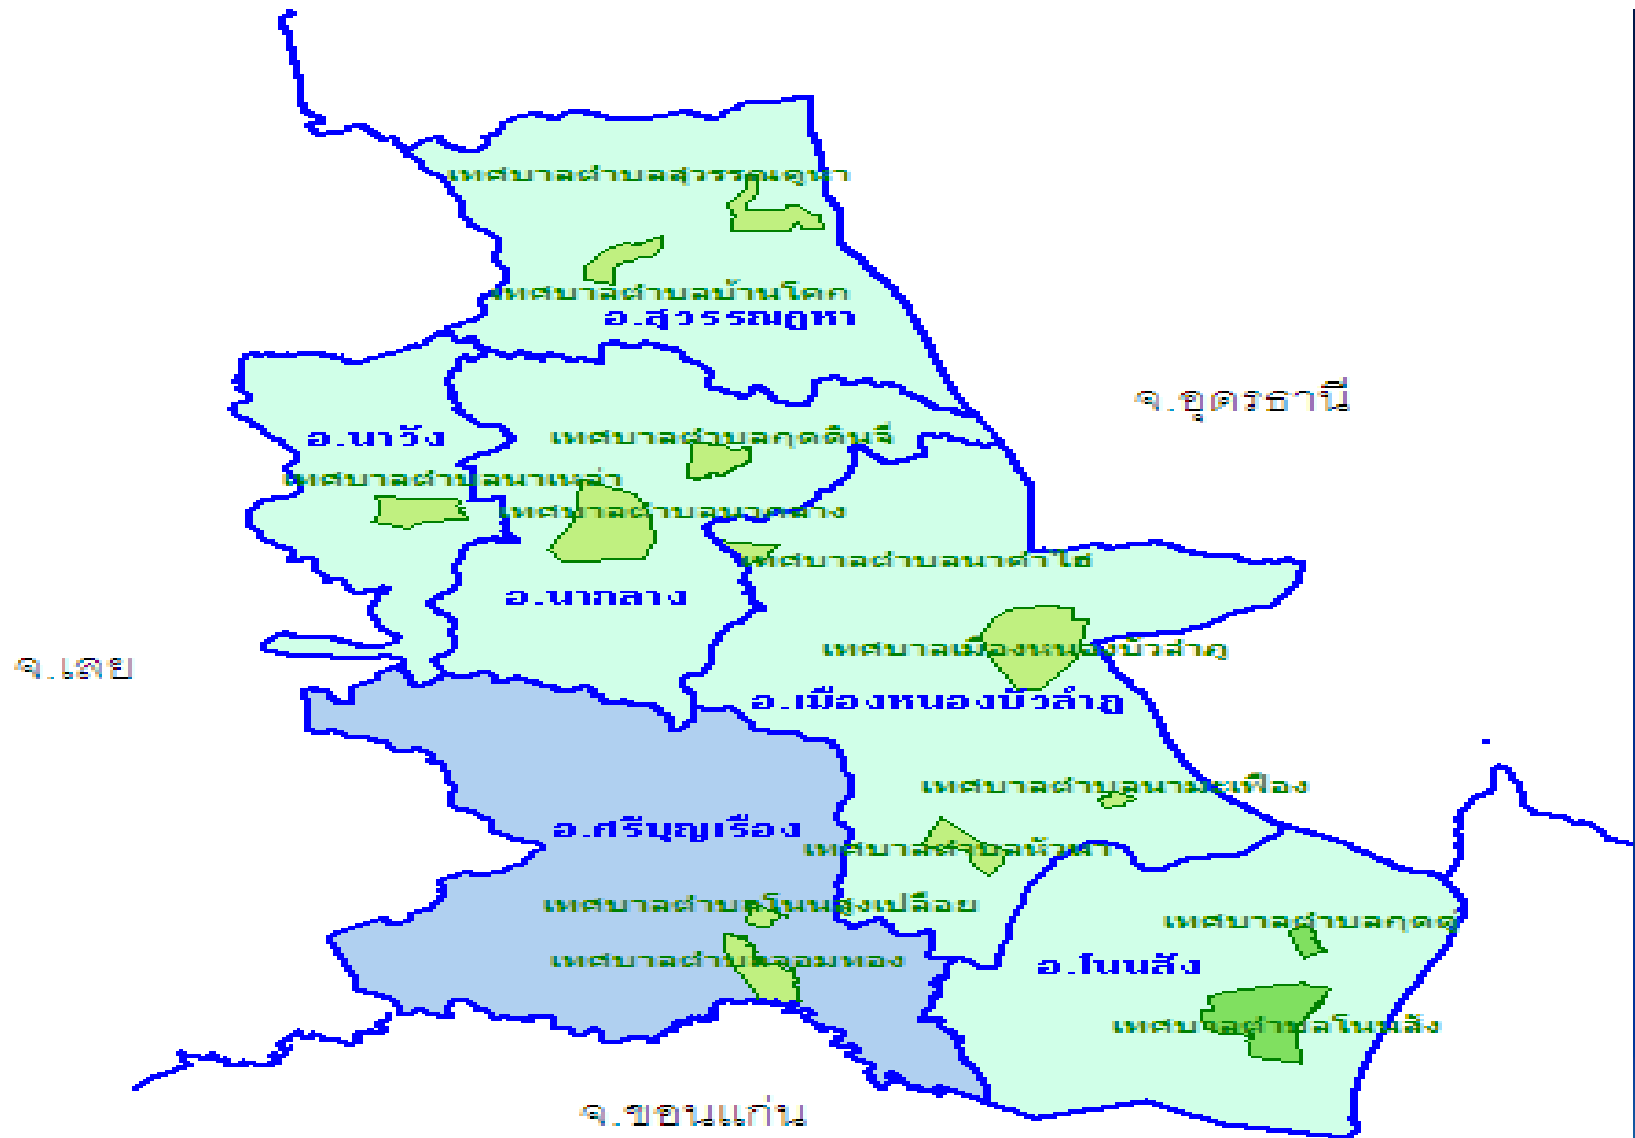 เทศบาลตำบลสุวรรณคูหา
เทศบาลตำบลบ้านโคก
อ.สุวรรณคูหา
จ.อุดรธานี
อ.นาวัง
เทศบาลตำบลกุดดินจี่
เทศบาลตำบลนาเหล่า
เทศบาลตำบลนากลาง
เทศบาลตำบลนาคำไฮ
อ.นากลาง
เทศบาลเมืองหนองบัวลำภู
จ.เลย
อ.เมืองหนองบัวลำภู
เทศบาลตำบลนามะเฟือง
อ.ศรีบุญเรือง
เทศบาลตำบลหัวนา
เทศบาลตำบลโนนสูงเปลือย
เทศบาลตำบลกุดดู่
เทศบาลตำบลจอมทอง
อ.โนนสัง
เทศบาลตำบลโนนสัง
จ.ขอนแก่น